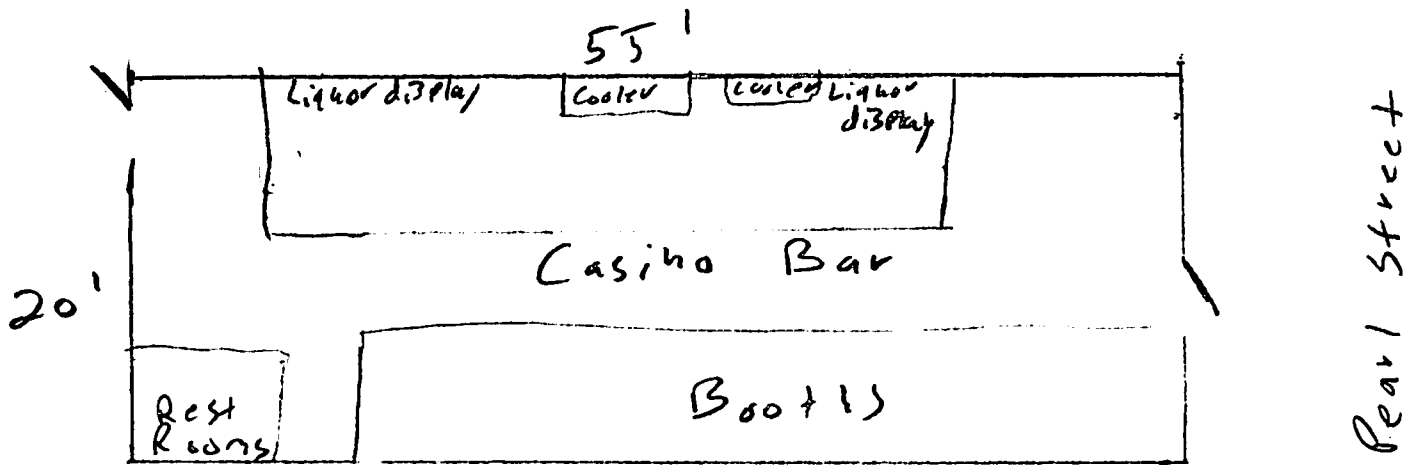 55'
Liquor display
Cooler
Cooler
Liquor
display
Casino Bar
20'
Rest
Rooms
Booths
Pearl Street